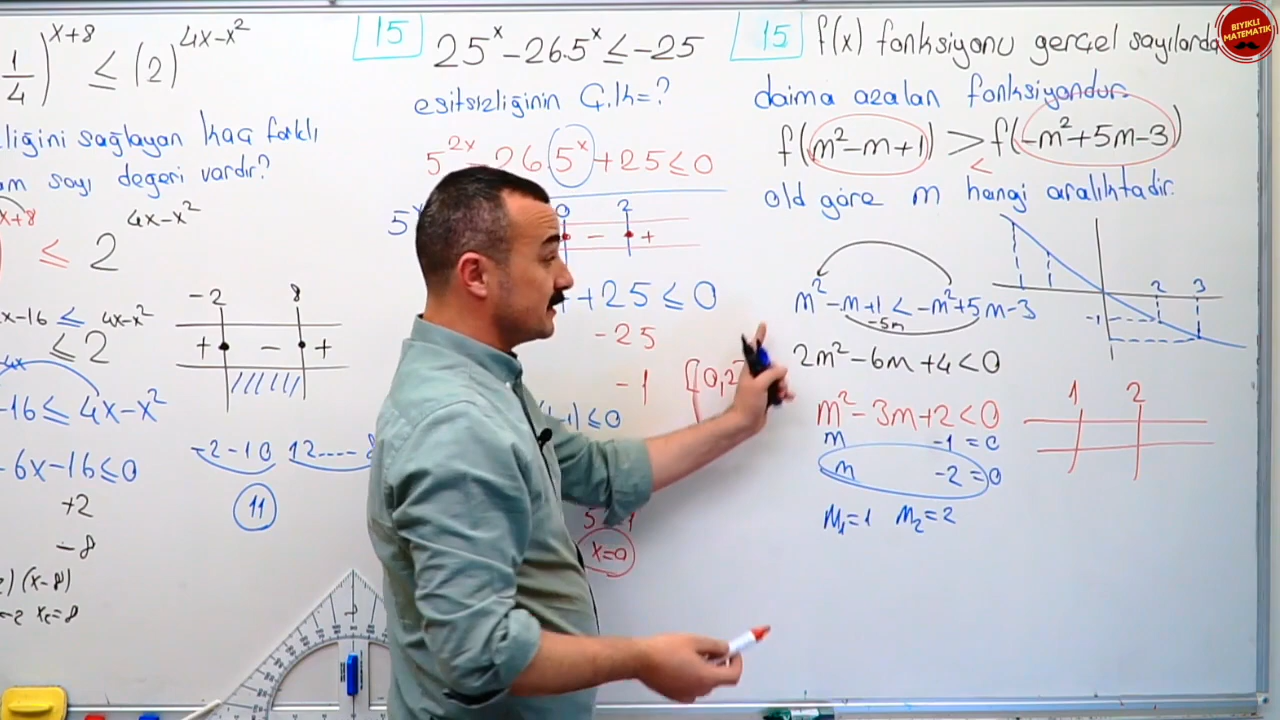 (1/4)^x+8 ≤ (2)^4x-x²
liğini sağlayan kaç farklı
am sayı değeri vardır?
x+8 4x-x²
≤ 2
x-16 ≤ 4x-x²
≤ 2
-16 ≤ 4x-x²
-6x-16 ≤ 0
+2
-8
(x-8)
-2 x₂=8
-2 8
+ - +
-2 -1 0 1 2 .... 8
11
15
25^x - 26.5^x ≤ -25
eşitsizliğinin Ç.k=?
5^2x - 26.5^x + 25 ≤ 0
0 2
- +
5^x
+25 ≤ 0
-25
-1
[0,2]
-1) ≤ 0
x=0
15
f(x) fonksiyonu gerçel sayılarda
daima azalan fonksiyondur.
f(m²-m+1) > f(-m²+5m-3)
<
old göre m hangi aralıktadır.
m²-m+1 < -m²+5m-3
-5m
2m²-6m+4<0
m²-3m+2<0
m -1=0
m -2=0
m₁=1 m₂=2
2 3
-1
1 2
BIYIKLI
MATEMATİK